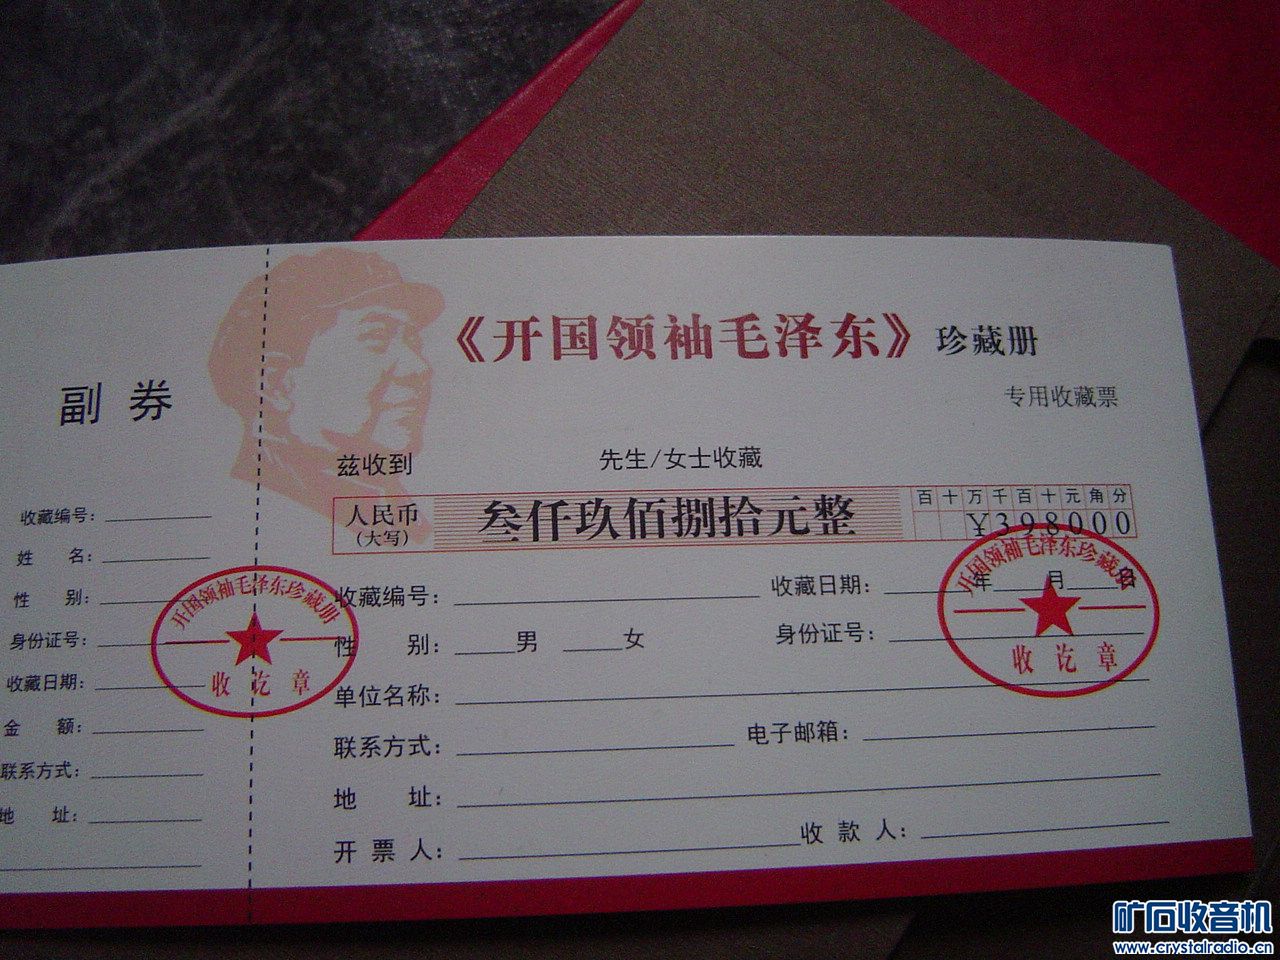 《开国领袖毛泽东》珍藏册
专用收藏票
兹收到 先生/女士收藏
人民币
(大写)
叁仟玖佰捌拾元整
百十万千百十元角分
¥398000
收藏编号: 收藏日期: 年 月 日
性 别: 男 女 身份证号:
单位名称:
联系方式: 电子邮箱:
地 址:
开 票 人: 收 款 人:
开国领袖毛泽东珍藏册
收讫章
副 券
收藏编号:
姓 名:
性 别:
身份证号:
收藏日期:
金 额:
联系方式:
地 址:
开国领袖毛泽东珍藏册
收讫章
矿石收音机
www.crystalradio.cn